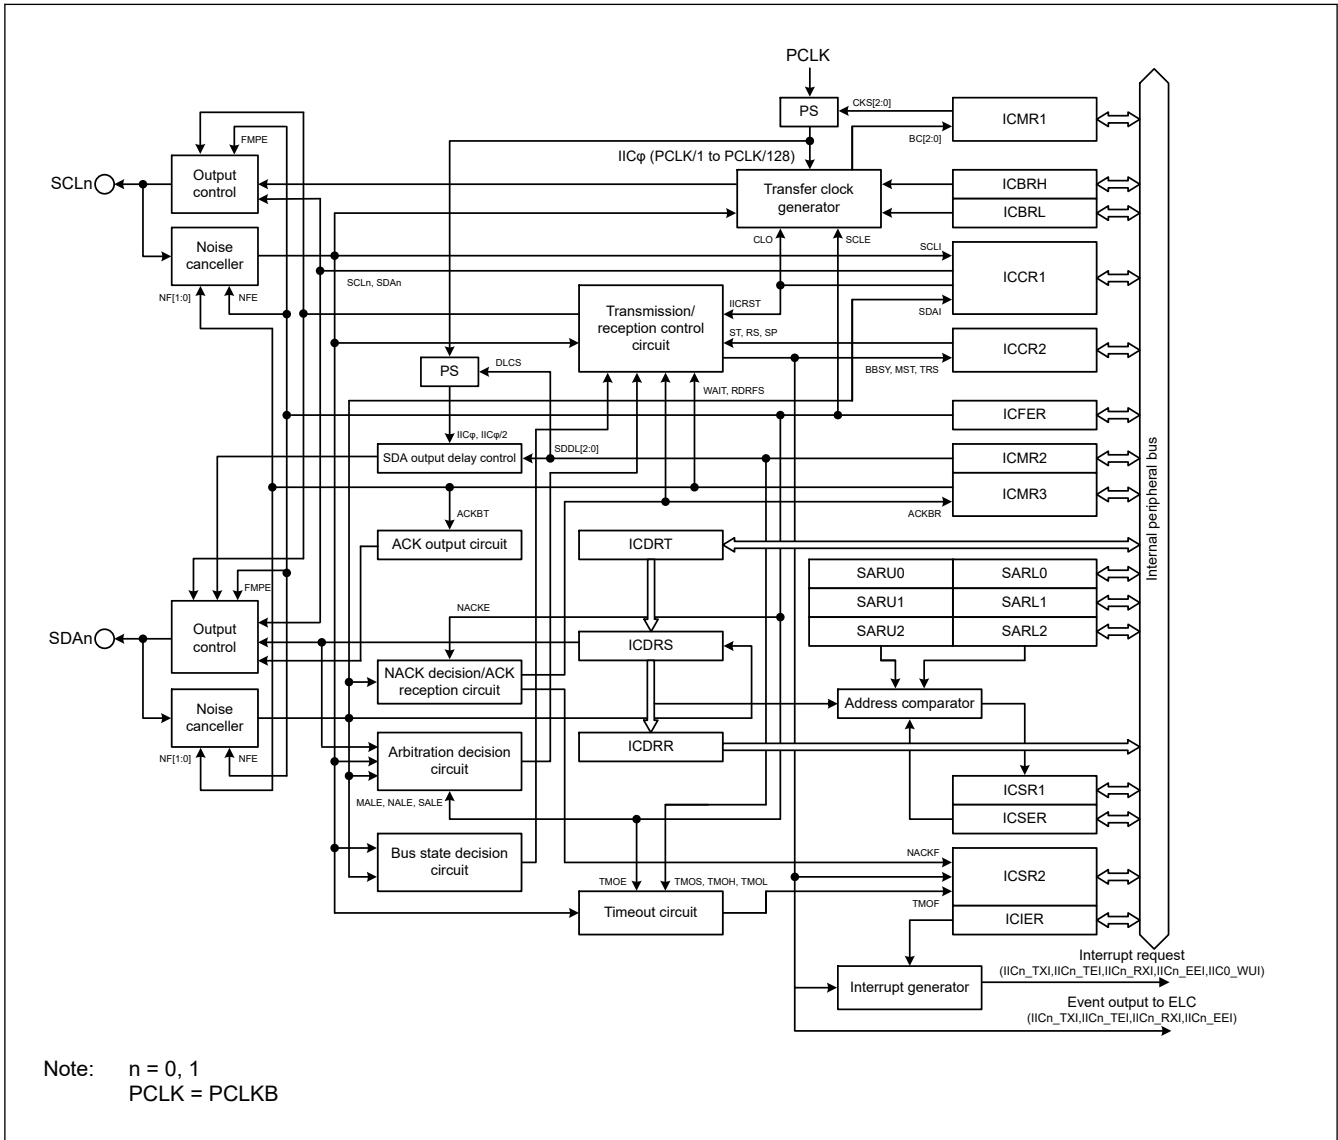 PCLK
PS
CKS[2:0]
ICMR1
BC[2:0]
FMPE
IICφ (PCLK/1 to PCLK/128)
SCLn
Output
control
Transfer clock
generator
ICBRH
ICBRL
Noise
canceller
CLO
SCLE
SCLI
ICCR1
SCLn, SDAn
NF[1:0]
NFE
IICRST
SDAI
Transmission/
reception control
circuit
ST, RS, SP
ICCR2
BBSY, MST, TRS
PS
DLCS
WAIT, RDRFS
ICFER
IICφ, IICφ/2
SDA output delay control
SDDL[2:0]
ICMR2
ICMR3
ACKBT
ACKBR
ACK output circuit
ICDRT
Internal peripheral bus
SARU0
SARL0
FMPE
NACKE
SARU1
SARL1
SDAn
Output
control
ICDRS
SARU2
SARL2
NACK decision/ACK
reception circuit
Noise
canceller
Address comparator
NF[1:0]
NFE
Arbitration decision
circuit
ICDRR
MALE, NALE, SALE
ICSR1
ICSER
Bus state decision
circuit
NACKF
ICSR2
TMOE
TMOS, TMOH, TMOL
TMOF
Timeout circuit
ICIER
Interrupt request
(IICn_TXI,IICn_TEI,IICn_RXI,IICn_EEI,IIC0_WUI)
Interrupt generator
Event output to ELC
(IICn_TXI,IICn_TEI,IICn_RXI,IICn_EEI)
Note: n = 0, 1
PCLK = PCLKB